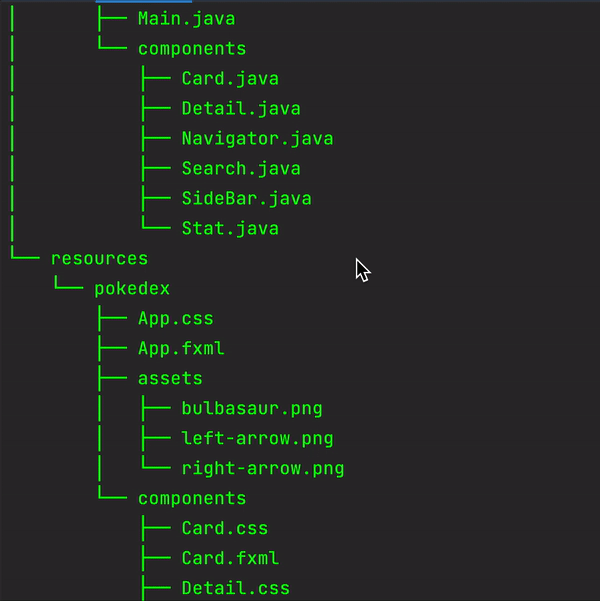 │       ├── Main.java
│       └── components
│           ├── Card.java
│           ├── Detail.java
│           ├── Navigator.java
│           ├── Search.java
│           ├── SideBar.java
│           └── Stat.java
└── resources
    └── pokedex
        ├── App.css
        ├── App.fxml
        ├── assets
        │   ├── bulbasaur.png
        │   ├── left-arrow.png
        │   └── right-arrow.png
        └── components
            ├── Card.css
            ├── Card.fxml
            ├── Detail.css